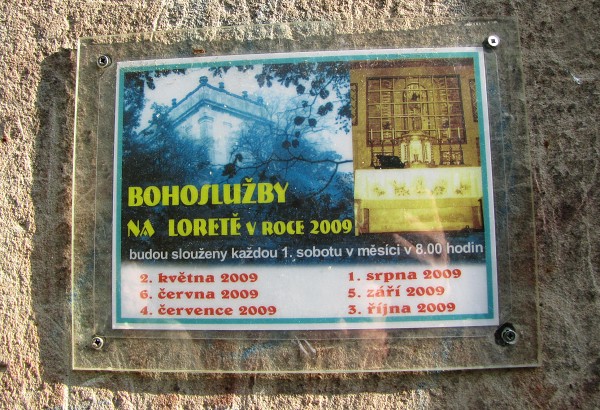 BOHOSLUŽBY
NA LORETĚ V ROCE 2009
budou slouženy každou 1. sobotu v měsíci v 8.00 hodin
2. května 2009
6. června 2009
4. července 2009
1. srpna 2009
5. září 2009
3. října 2009